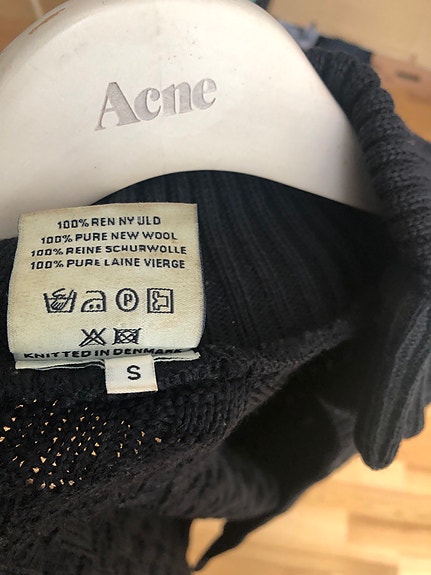 Acne
100% REN NY ULD
100% PURE NEW WOOL
100% REINE SCHURWOLLE
100% PURE LAINE VIERGE
P
KNITTED IN DENMARK
S